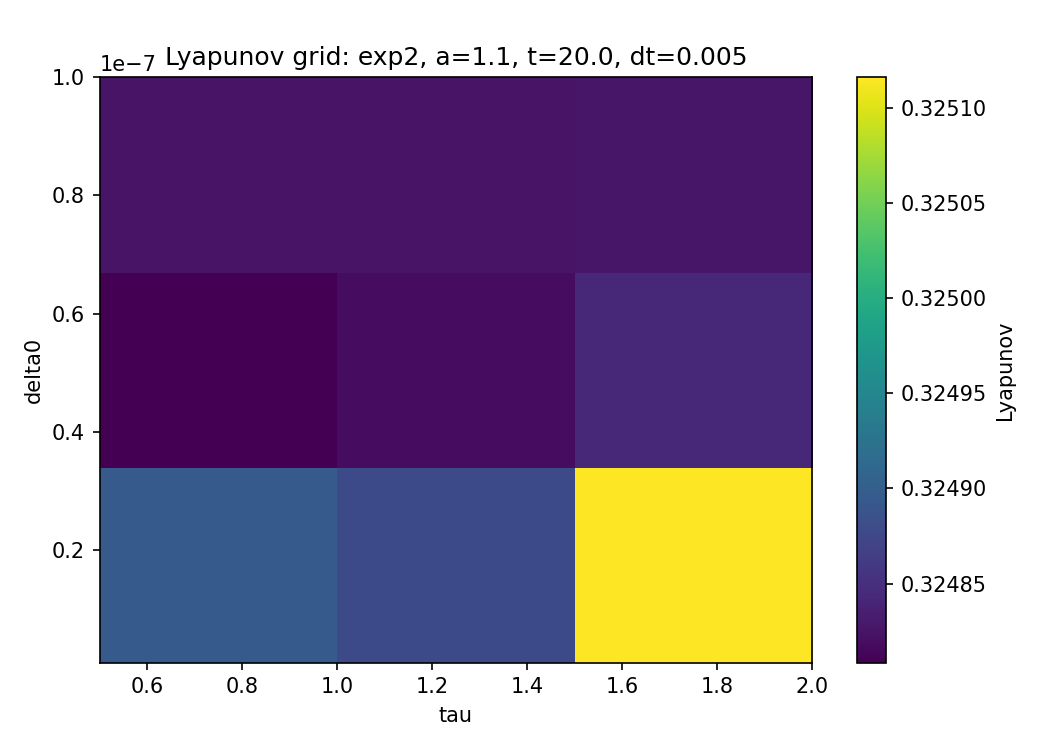 1e−7 Lyapunov grid: exp2, a=1.1, t=20.0, dt=0.005
1.0
0.8
0.6
0.4
0.2
delta0
0.6 0.8 1.0 1.2 1.4 1.6 1.8 2.0
tau
0.32510
0.32505
0.32500
0.32495
0.32490
0.32485
Lyapunov